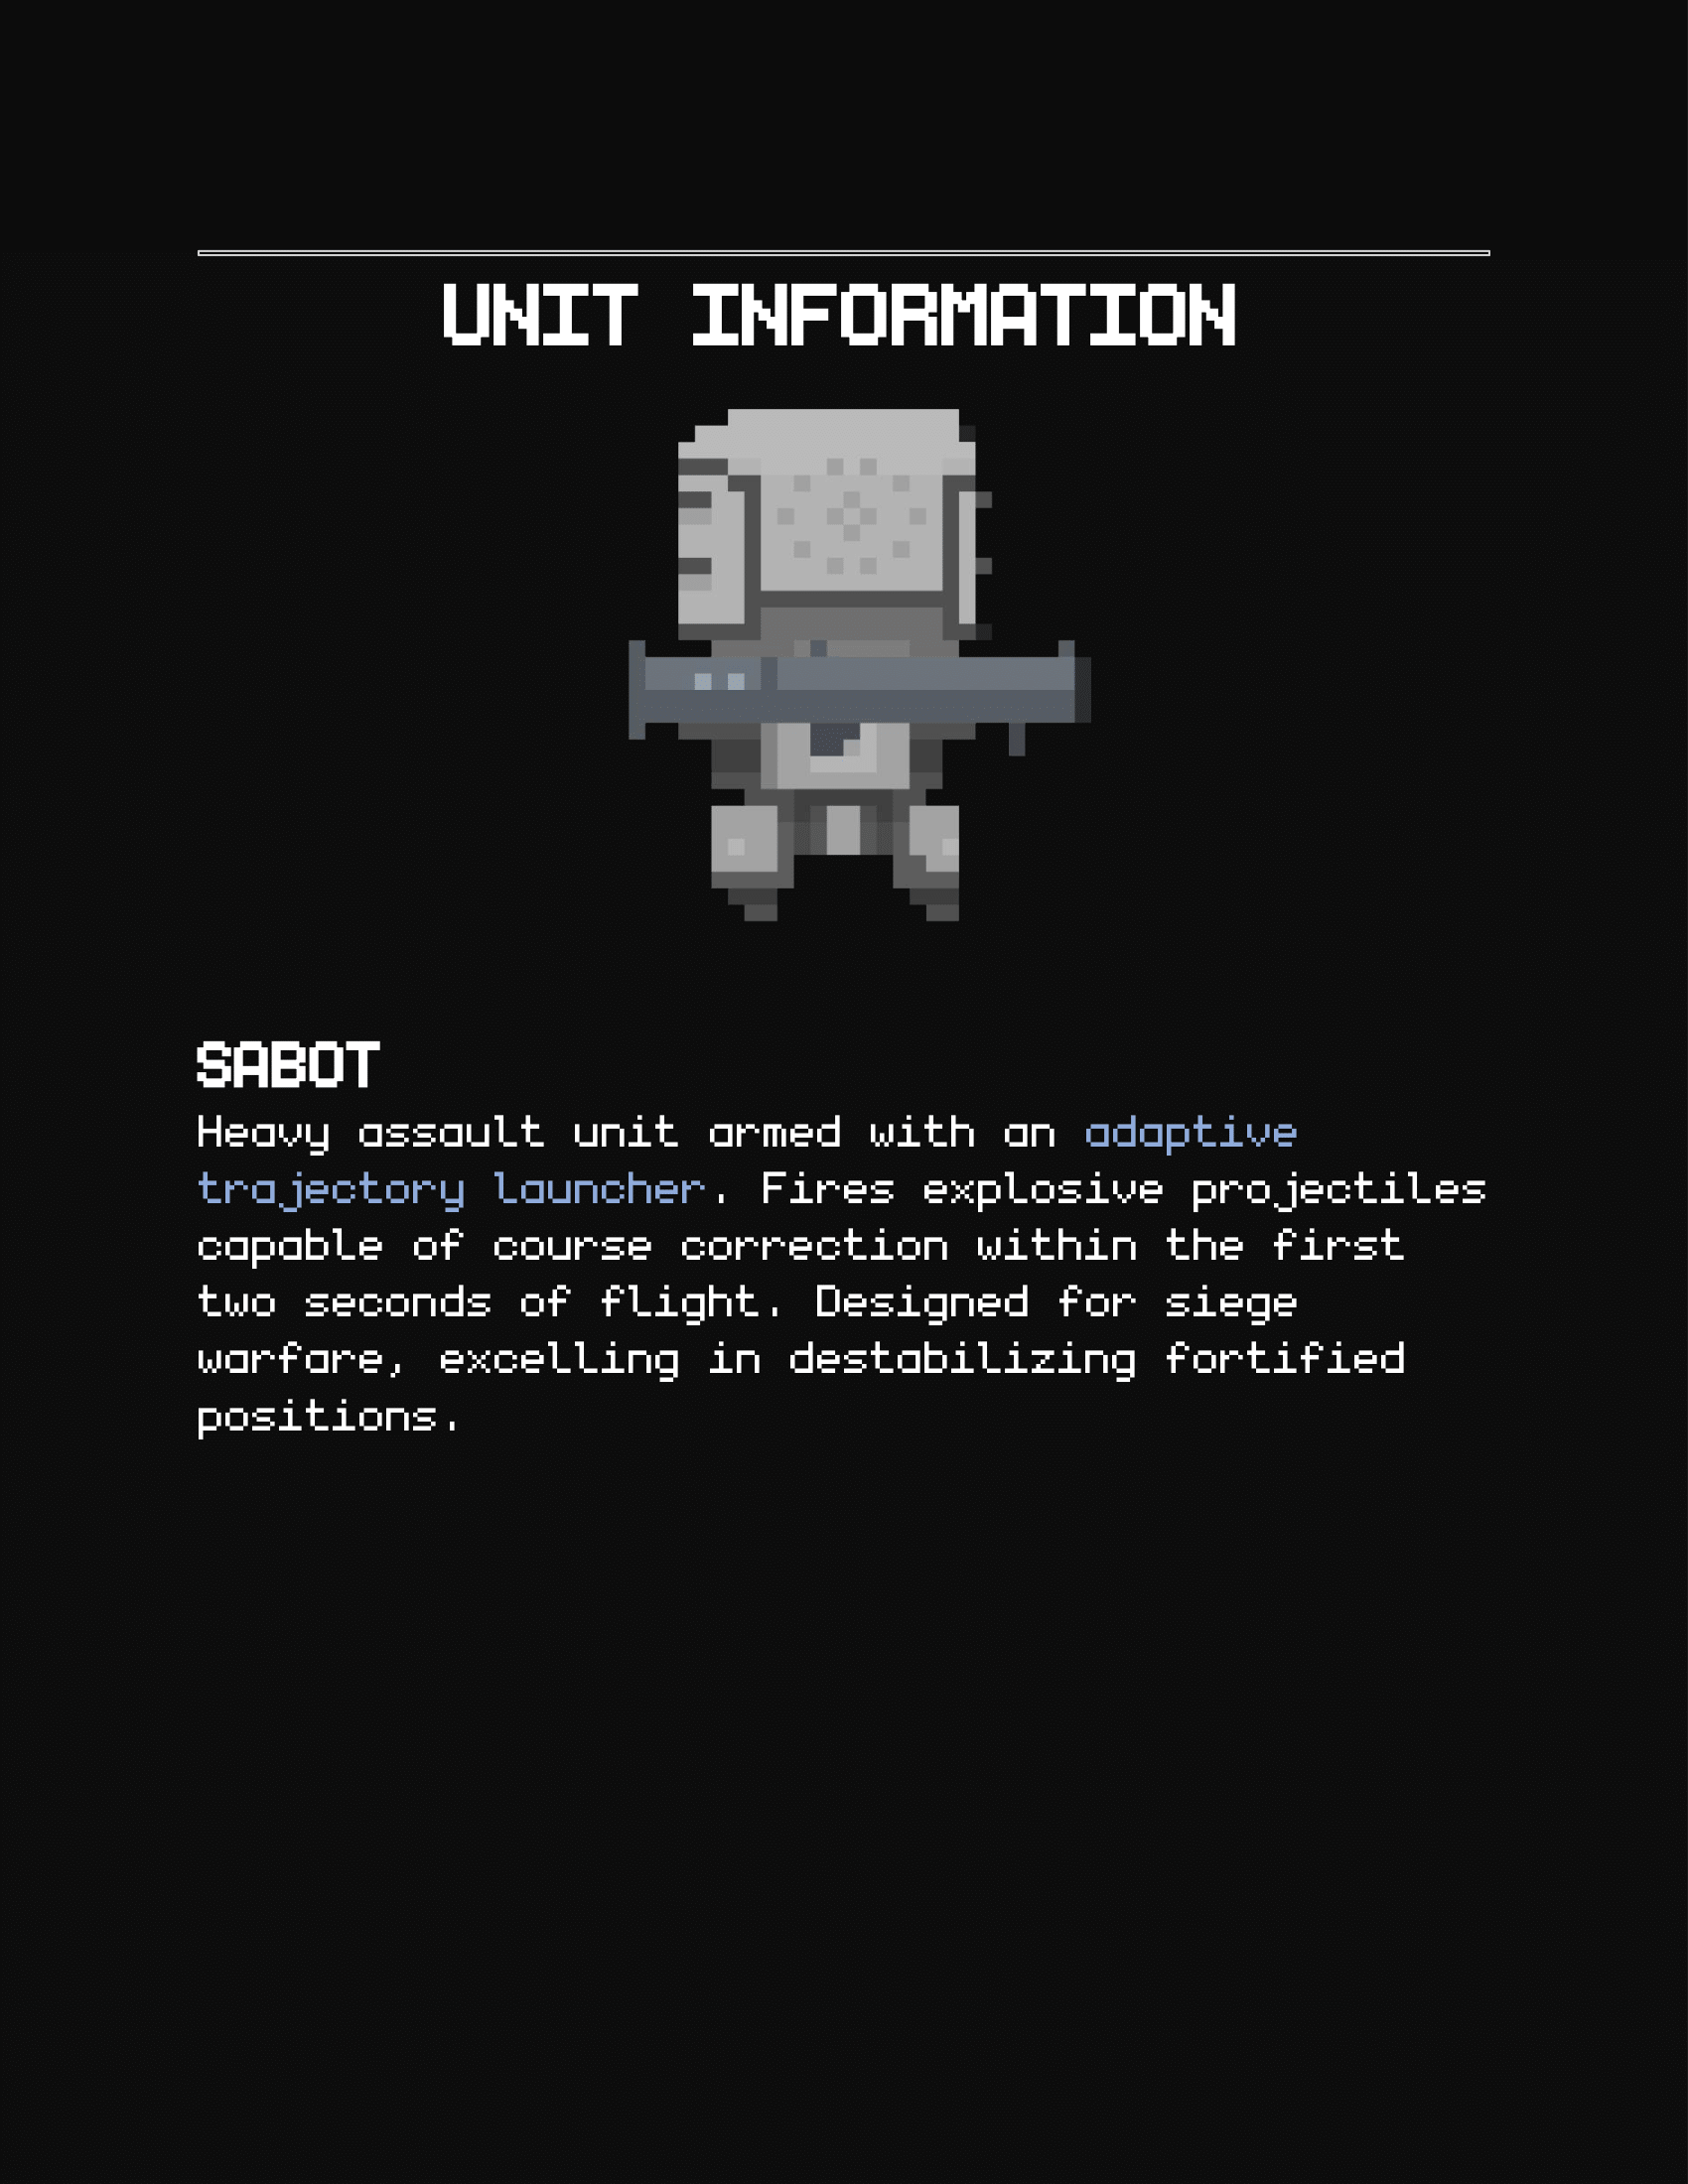 UNIT INFORMATION
SABOT
Heavy assault unit armed with an adaptive
trajectory launcher. Fires explosive projectiles
capable of course correction within the first
two seconds of flight. Designed for siege
warfare, excelling in destabilizing fortified
positions.